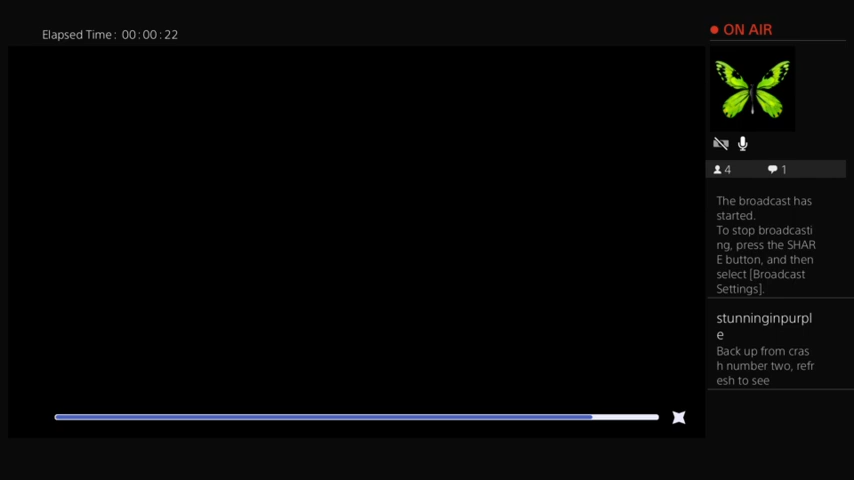 Elapsed Time: 00:00:22
ON AIR
4
1
The broadcast has
started.
To stop broadcasti
ng, press the SHAR
E button, and then
select [Broadcast
Settings].
stunninginpurpl
e
Back up from cras
h number two, refr
esh to see